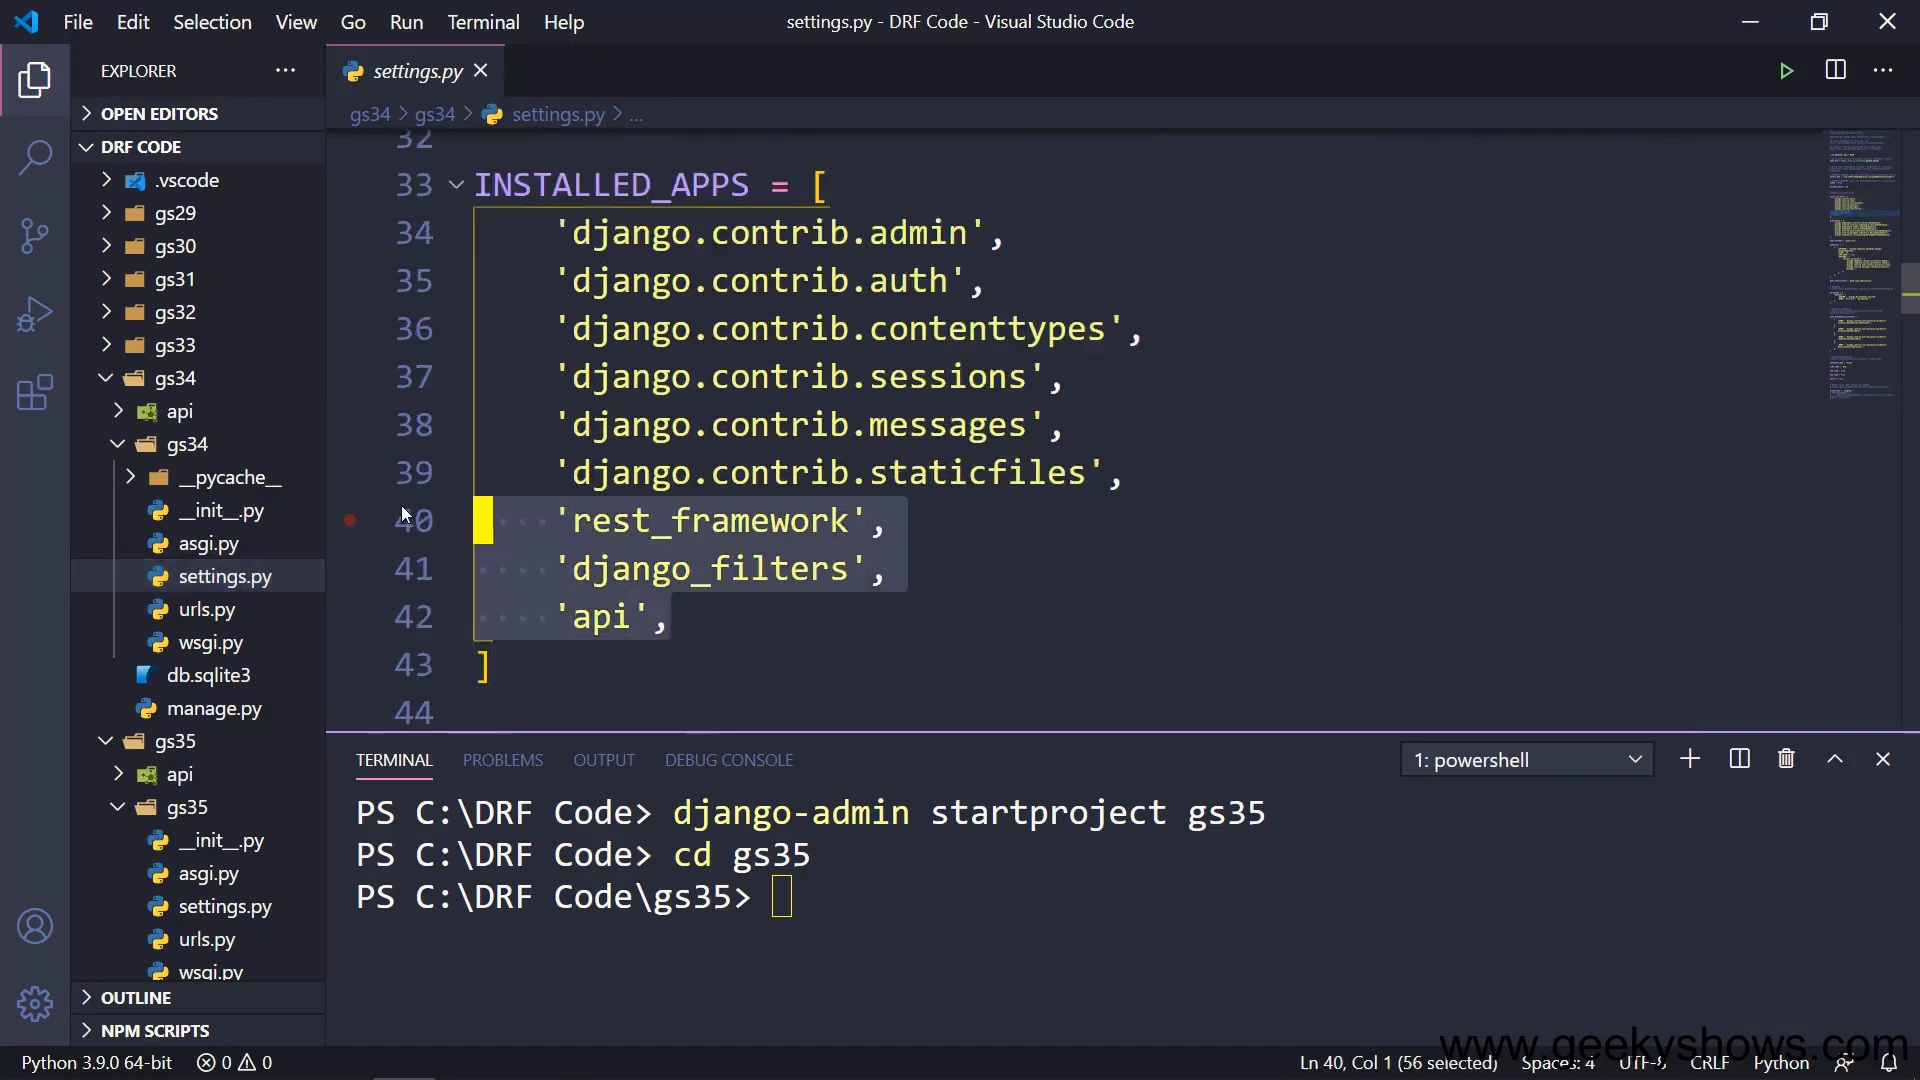 File Edit Selection View Go Run Terminal Help
settings.py - DRF Code - Visual Studio Code
EXPLORER
OPEN EDITORS
DRF CODE
.vscode
gs29
gs30
gs31
gs32
gs33
gs34
api
gs34
__pycache__
__init__.py
asgi.py
settings.py
urls.py
wsgi.py
db.sqlite3
manage.py
gs35
api
gs35
__init__.py
asgi.py
settings.py
urls.py
wsgi.py
OUTLINE
NPM SCRIPTS
settings.py
gs34 > gs34 > settings.py > ...
32
33 INSTALLED_APPS = [
34 'django.contrib.admin',
35 'django.contrib.auth',
36 'django.contrib.contenttypes',
37 'django.contrib.sessions',
38 'django.contrib.messages',
39 'django.contrib.staticfiles',
40 'rest_framework',
41 'django_filters',
42 'api',
43 ]
44
TERMINAL PROBLEMS OUTPUT DEBUG CONSOLE 1: powershell
PS C:\DRF Code> django-admin startproject gs35
PS C:\DRF Code> cd gs35
PS C:\DRF Code\gs35>
www.geekyshows.com
Python 3.9.0 64-bit 0 0 Ln 40, Col 1 (56 selected) Spaces: 4 UTF-8 CRLF Python